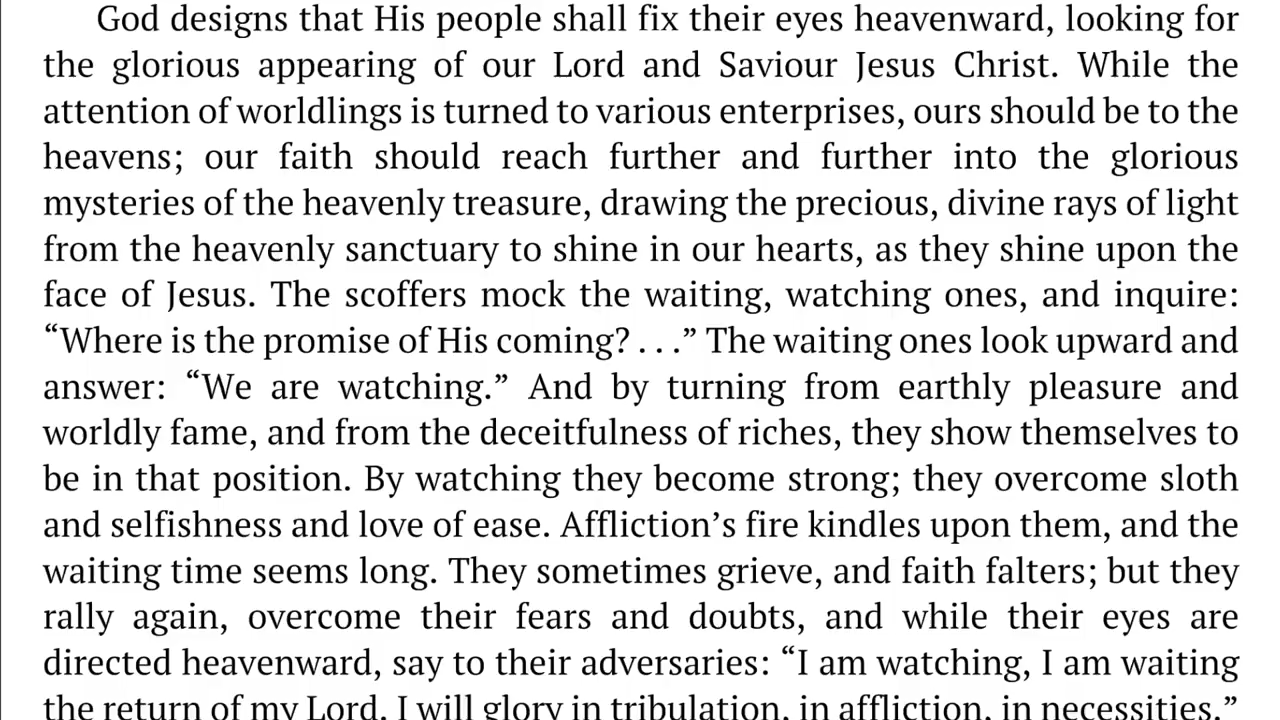 God designs that His people shall fix their eyes heavenward, looking for
the glorious appearing of our Lord and Saviour Jesus Christ. While the
attention of worldlings is turned to various enterprises, ours should be to the
heavens; our faith should reach further and further into the glorious
mysteries of the heavenly treasure, drawing the precious, divine rays of light
from the heavenly sanctuary to shine in our hearts, as they shine upon the
face of Jesus. The scoffers mock the waiting, watching ones, and inquire:
“Where is the promise of His coming? . . .” The waiting ones look upward and
answer: “We are watching.” And by turning from earthly pleasure and
worldly fame, and from the deceitfulness of riches, they show themselves to
be in that position. By watching they become strong; they overcome sloth
and selfishness and love of ease. Affliction’s fire kindles upon them, and the
waiting time seems long. They sometimes grieve, and faith falters; but they
rally again, overcome their fears and doubts, and while their eyes are
directed heavenward, say to their adversaries: “I am watching, I am waiting
the return of my Lord. I will glory in tribulation, in affliction, in necessities.”